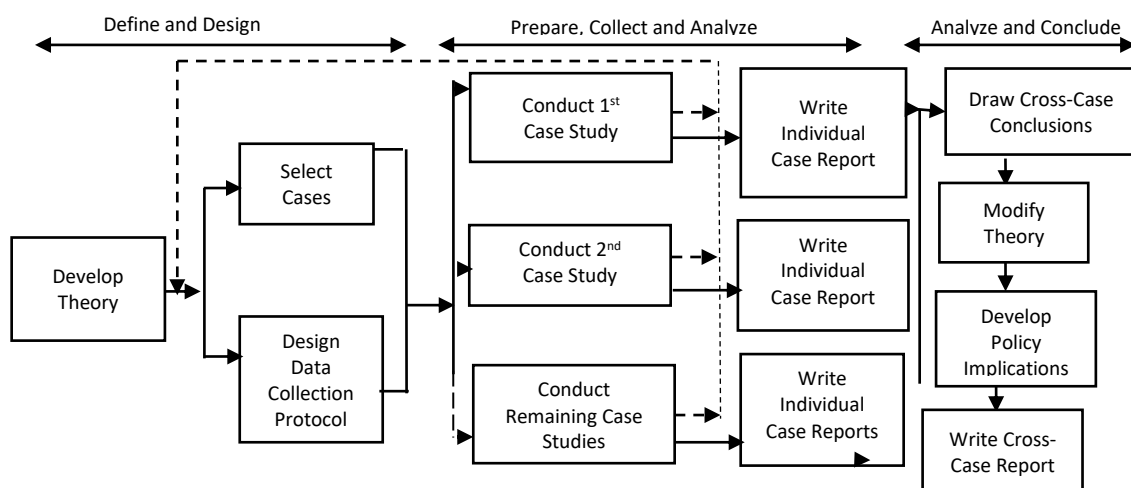 Define and Design
Prepare, Collect and Analyze
Analyze and Conclude
Develop
Theory
Select
Cases
Design
Data
Collection
Protocol
Conduct 1st
Case Study
Conduct 2nd
Case Study
Conduct
Remaining Case
Studies
Write
Individual
Case Report
Write
Individual
Case Report
Write
Individual
Case Reports
Draw Cross-Case
Conclusions
Modify
Theory
Develop
Policy
Implications
Write Cross-
Case Report